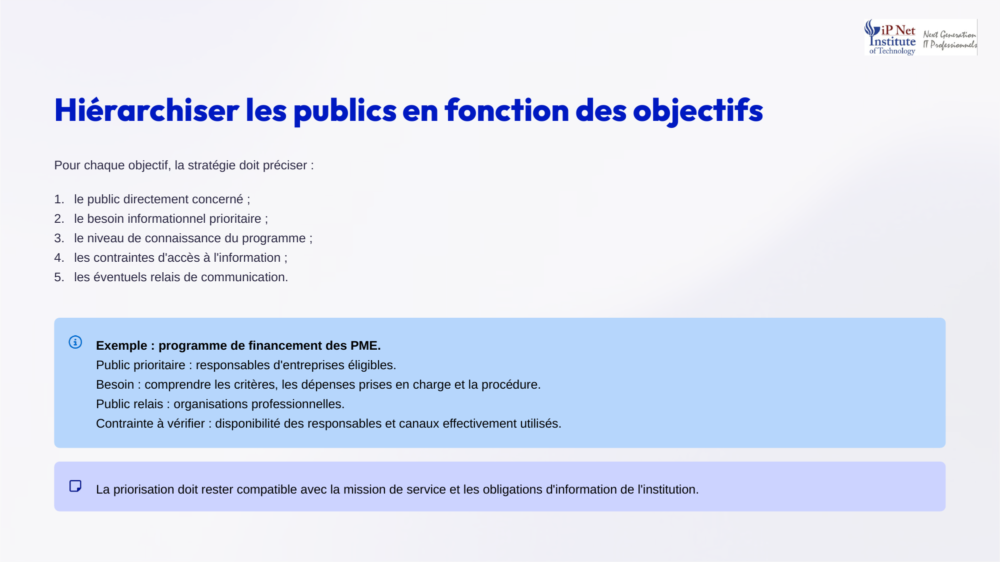 iP Net
Institute
of Technology
Next Generation
IT Professionnels
Hiérarchiser les publics en fonction des objectifs
Pour chaque objectif, la stratégie doit préciser :
1. le public directement concerné ;
2. le besoin informationnel prioritaire ;
3. le niveau de connaissance du programme ;
4. les contraintes d'accès à l'information ;
5. les éventuels relais de communication.
Exemple : programme de financement des PME.
Public prioritaire : responsables d'entreprises éligibles.
Besoin : comprendre les critères, les dépenses prises en charge et la procédure.
Public relais : organisations professionnelles.
Contrainte à vérifier : disponibilité des responsables et canaux effectivement utilisés.
La priorisation doit rester compatible avec la mission de service et les obligations d'information de l'institution.